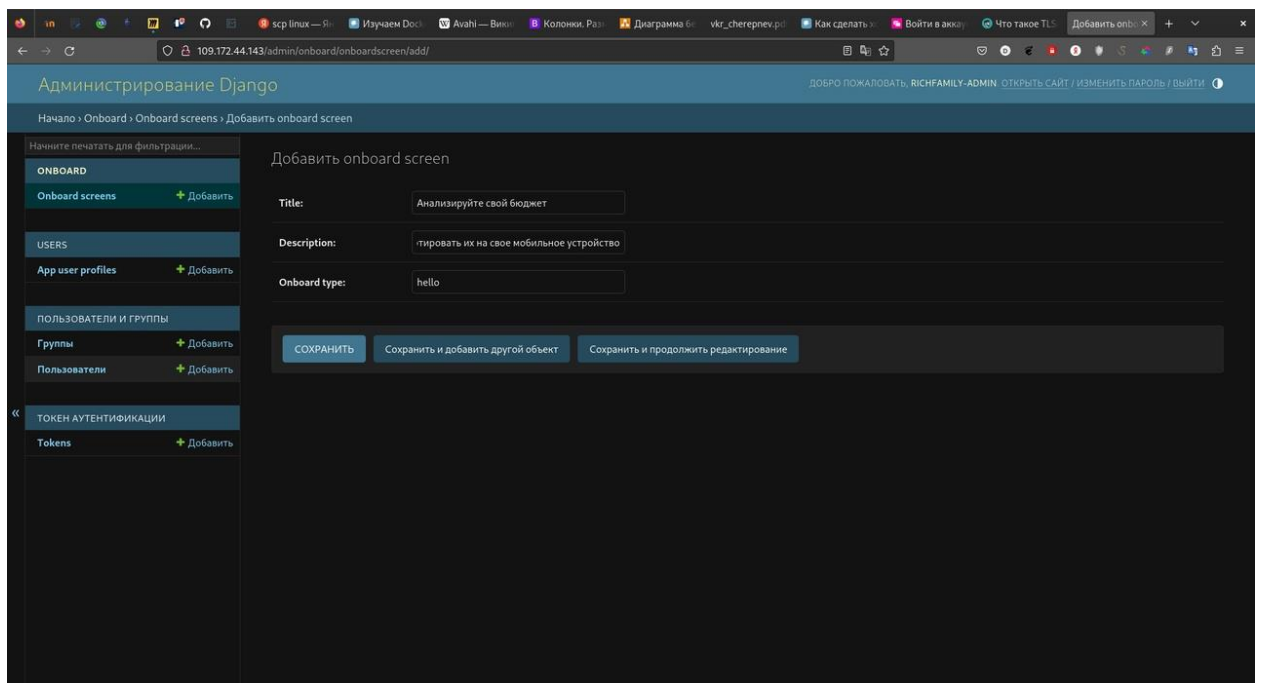 scp linux — Ян
Изучаем Dock
Avahi — Вики
Колонки. Раз
Диаграмма бе
vkr_cherepnev.pd
Как сделать
Войти в аккау
Что такое TLS
Добавить onbo
109.172.44.143/admin/onboard/onboardscreen/add/
Администрирование Django
ДОБРО ПОЖАЛОВАТЬ, RICHFAMILY-ADMIN ОТКРЫТЬ САЙТ / ИЗМЕНИТЬ ПАРОЛЬ / ВЫЙТИ
Начало › Onboard › Onboard screens › Добавить onboard screen
Начните печатать для фильтрации...
ONBOARD
Onboard screens + Добавить
USERS
App user profiles + Добавить
ПОЛЬЗОВАТЕЛИ И ГРУППЫ
Группы + Добавить
Пользователи + Добавить
«
ТОКЕН АУТЕНТИФИКАЦИИ
Tokens + Добавить
Добавить onboard screen
Title: Анализируйте свой бюджет
Description: тировать их на свое мобильное устройство
Onboard type: hello
СОХРАНИТЬ Сохранить и добавить другой объект Сохранить и продолжить редактирование